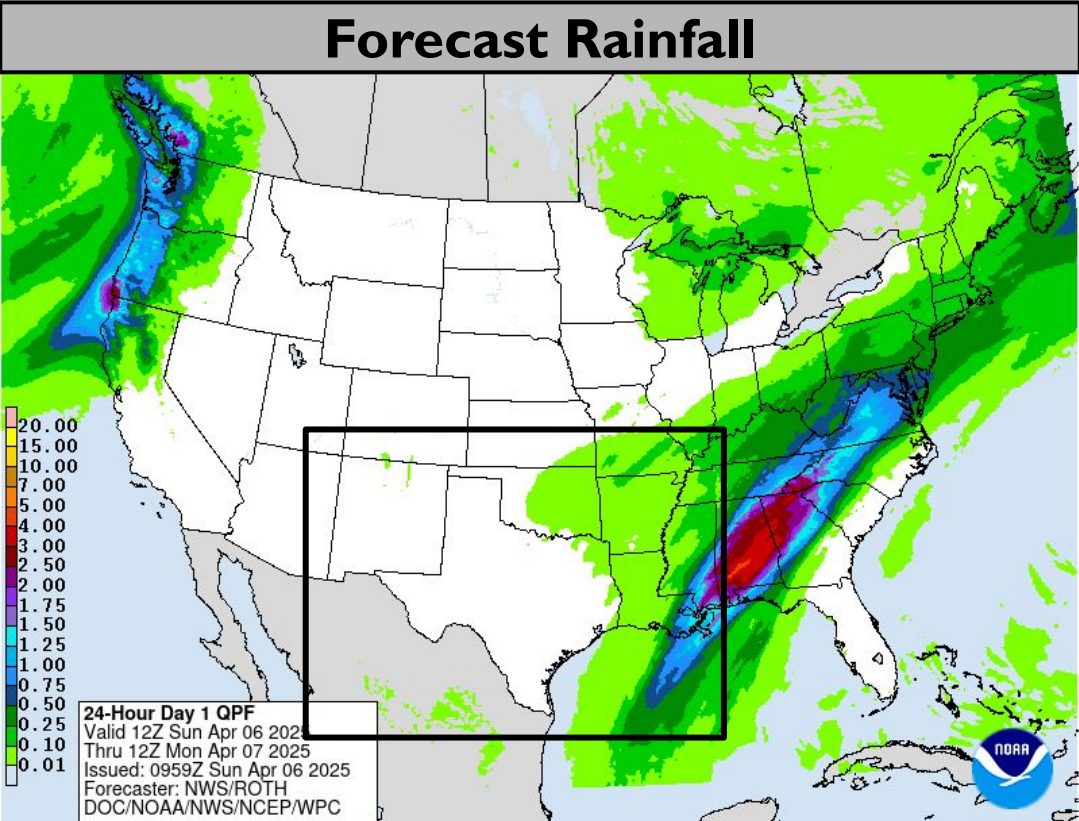 Forecast Rainfall
20.00
15.00
10.00
7.00
5.00
4.00
3.00
2.50
2.00
1.75
1.50
1.25
1.00
0.75
0.50
0.25
0.10
0.01
24-Hour Day 1 QPF
Valid 12Z Sun Apr 06 2025
Thru 12Z Mon Apr 07 2025
Issued: 0959Z Sun Apr 06 2025
Forecaster: NWS/ROTH
DOC/NOAA/NWS/NCEP/WPC
NOAA